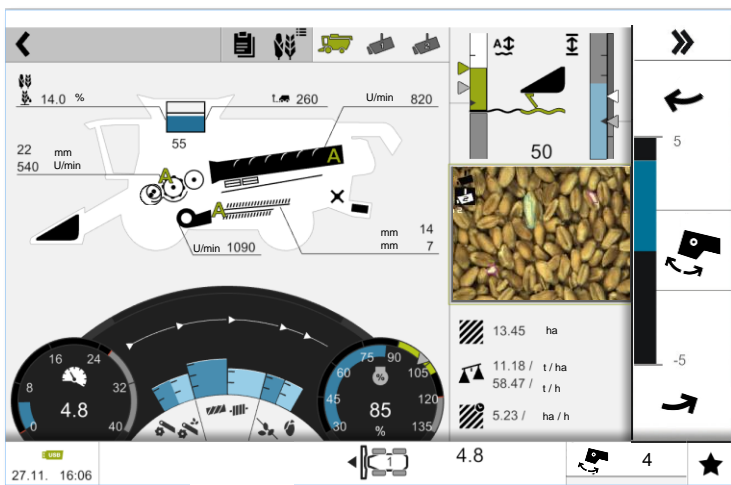 14.0 %
260
U/min 820
A
50
5
55
22 mm
540 U/min
A
A
A
U/min 1090
mm 14
mm 7
-5
13.45 ha
11.18 / t / ha
58.47 / t / h
5.23 / ha / h
0
8
16
24
32
40
4.8
30
45
60
75
90
105
120
135
%
85
%
USB
27.11. 16:06
1
4.8
4